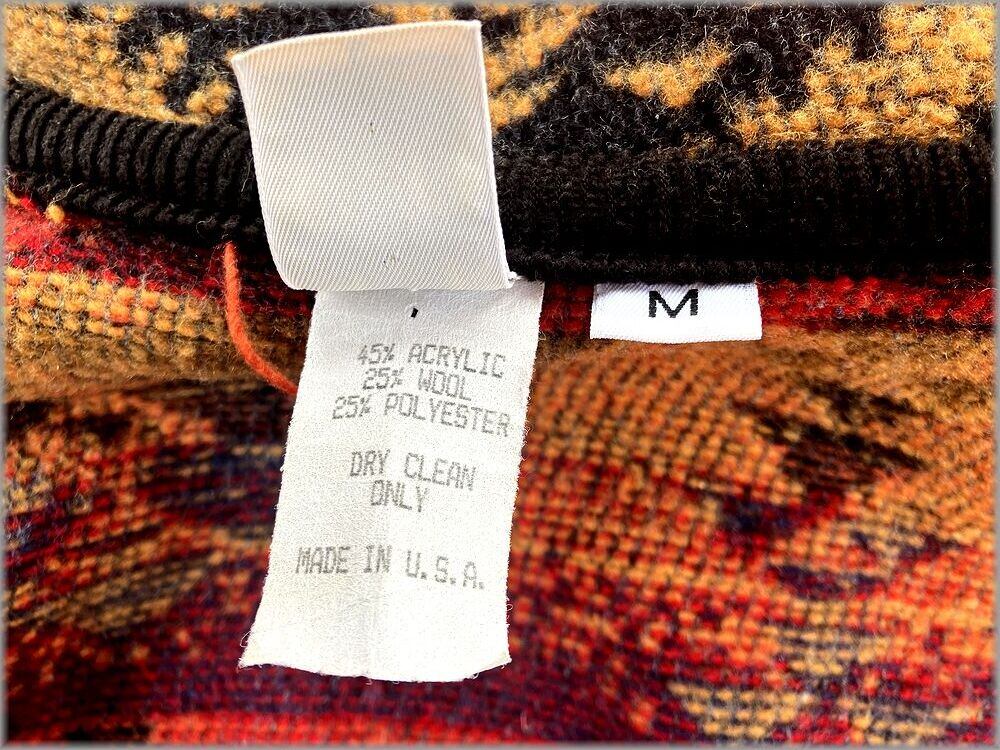 M
45% ACRYLIC
25% WOOL
25% POLYESTER
DRY CLEAN
ONLY
MADE IN U.S.A.